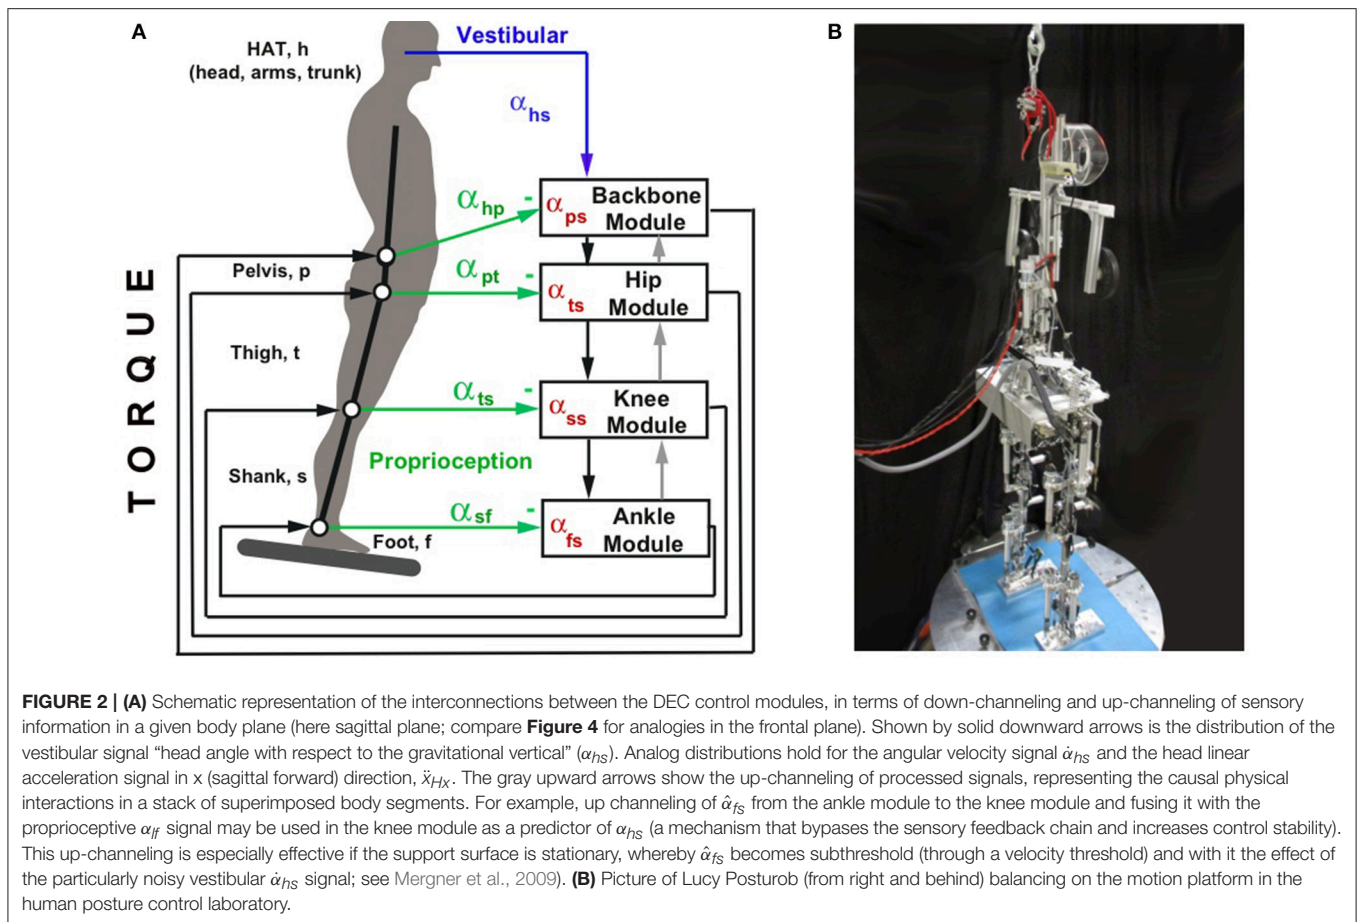 A
B
HAT, h
(head, arms, trunk)
Vestibular
α hs
α hp
-
α ps
Backbone
Module
Pelvis, p
α pt
-
α ts
Hip
Module
TORQUE
Thigh, t
α ts
-
α ss
Knee
Module
Proprioception
Shank, s
α sf
-
α fs
Ankle
Module
Foot, f
FIGURE 2 | (A) Schematic representation of the interconnections between the DEC control modules, in terms of down-channeling and up-channeling of sensory
information in a given body plane (here sagittal plane; compare Figure 4 for analogies in the frontal plane). Shown by solid downward arrows is the distribution of the
vestibular signal “head angle with respect to the gravitational vertical” (αhs). Analog distributions hold for the angular velocity signal α̇hs and the head linear
acceleration signal in x (sagittal forward) direction, ẍHx. The gray upward arrows show the up-channeling of processed signals, representing the causal physical
interactions in a stack of superimposed body segments. For example, up channeling of α̂fs from the ankle module to the knee module and fusing it with the
proprioceptive αlf signal may be used in the knee module as a predictor of αhs (a mechanism that bypasses the sensory feedback chain and increases control stability).
This up-channeling is especially effective if the support surface is stationary, whereby α̂fs becomes subthreshold (through a velocity threshold) and with it the effect of
the particularly noisy vestibular α̇hs signal; see Mergner et al., 2009). (B) Picture of Lucy Posturob (from right and behind) balancing on the motion platform in the
human posture control laboratory.